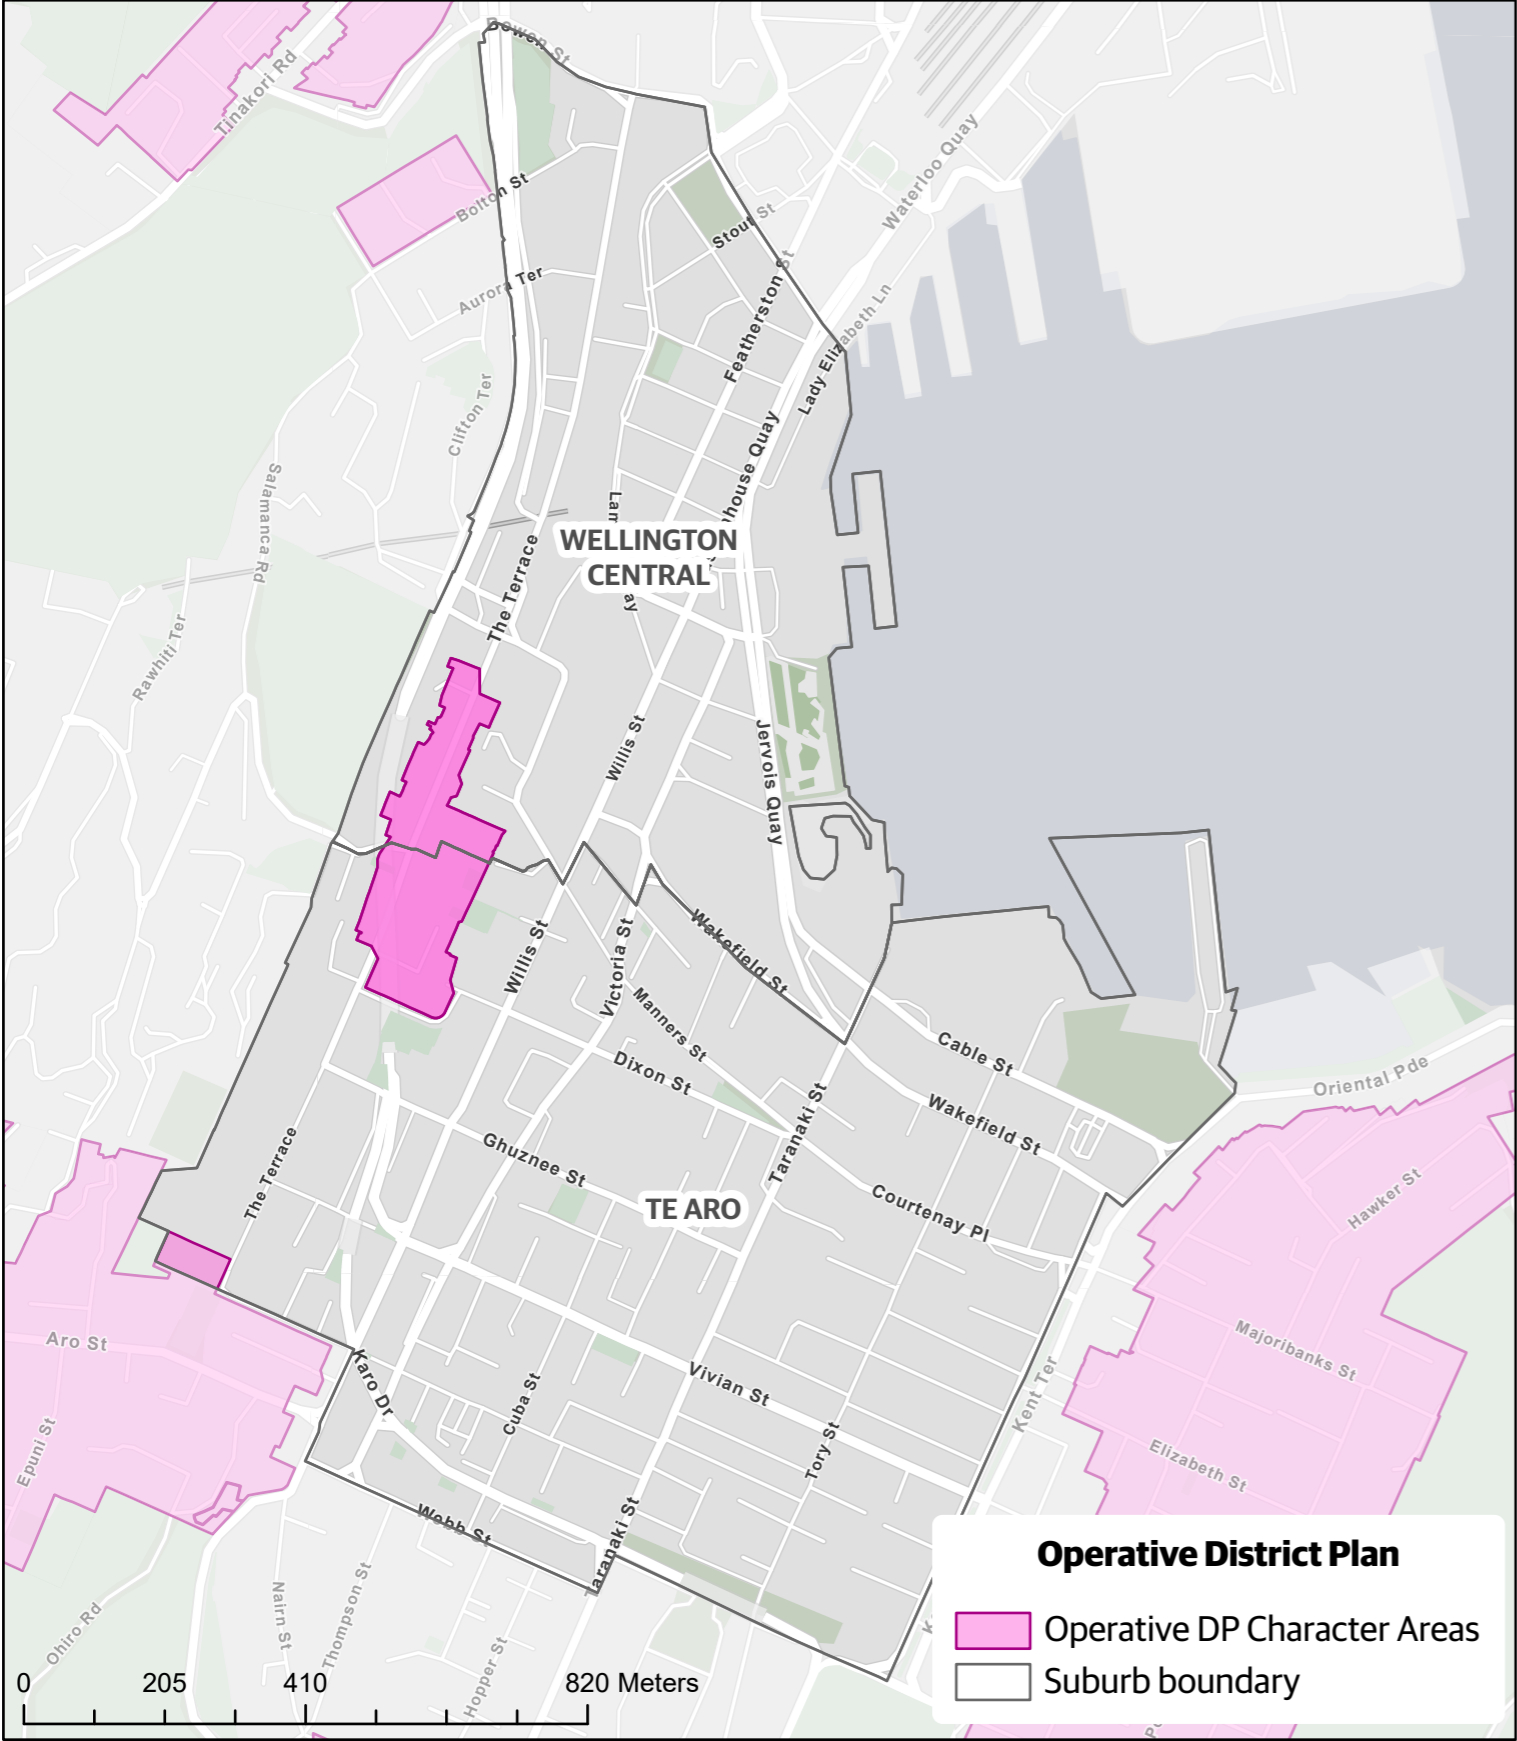 Bowen St
Tinakori Rd
Waterloo Quay
Bolton St
Stout St
Aurora Ter
Featherston St
Lady Elizabeth Ln
Clifton Ter
Salamanca Rd
house Quay
Lam
WELLINGTON
CENTRAL
ay
The Terrace
Rawhiti Ter
Willis St
Jervois Quay
Wakefield St
Willis St
Victoria St
Manners St
Cable St
Dixon St
Oriental Pde
Taranaki St
Wakefield St
The Terrace
Ghuznee St
Courtenay Pl
Hawker St
TE ARO
Aro St
Majoribanks St
Karo Dr
Vivian St
Cuba St
Kent Ter
Epuni St
Tory St
Elizabeth St
Webb St
Taranaki St
Nairn St
Thompson St
Ohiro Rd
Hopper St
K
P
Operative District Plan
Operative DP Character Areas
Suburb boundary
0 205 410 820 Meters